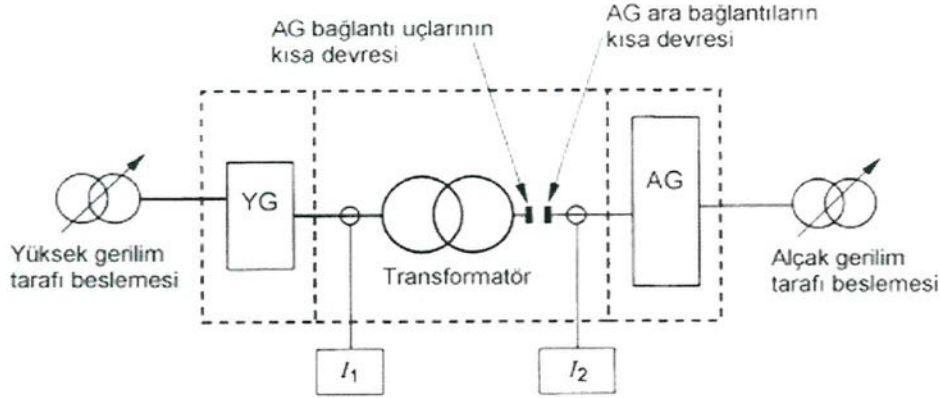 AG bağlantı uçlarının
kısa devresi
AG ara bağlantıların
kısa devresi
YG
AG
Yüksek gerilim
tarafı beslemesi
Transformatör
Alçak gerilim
tarafı beslemesi
I1
I2